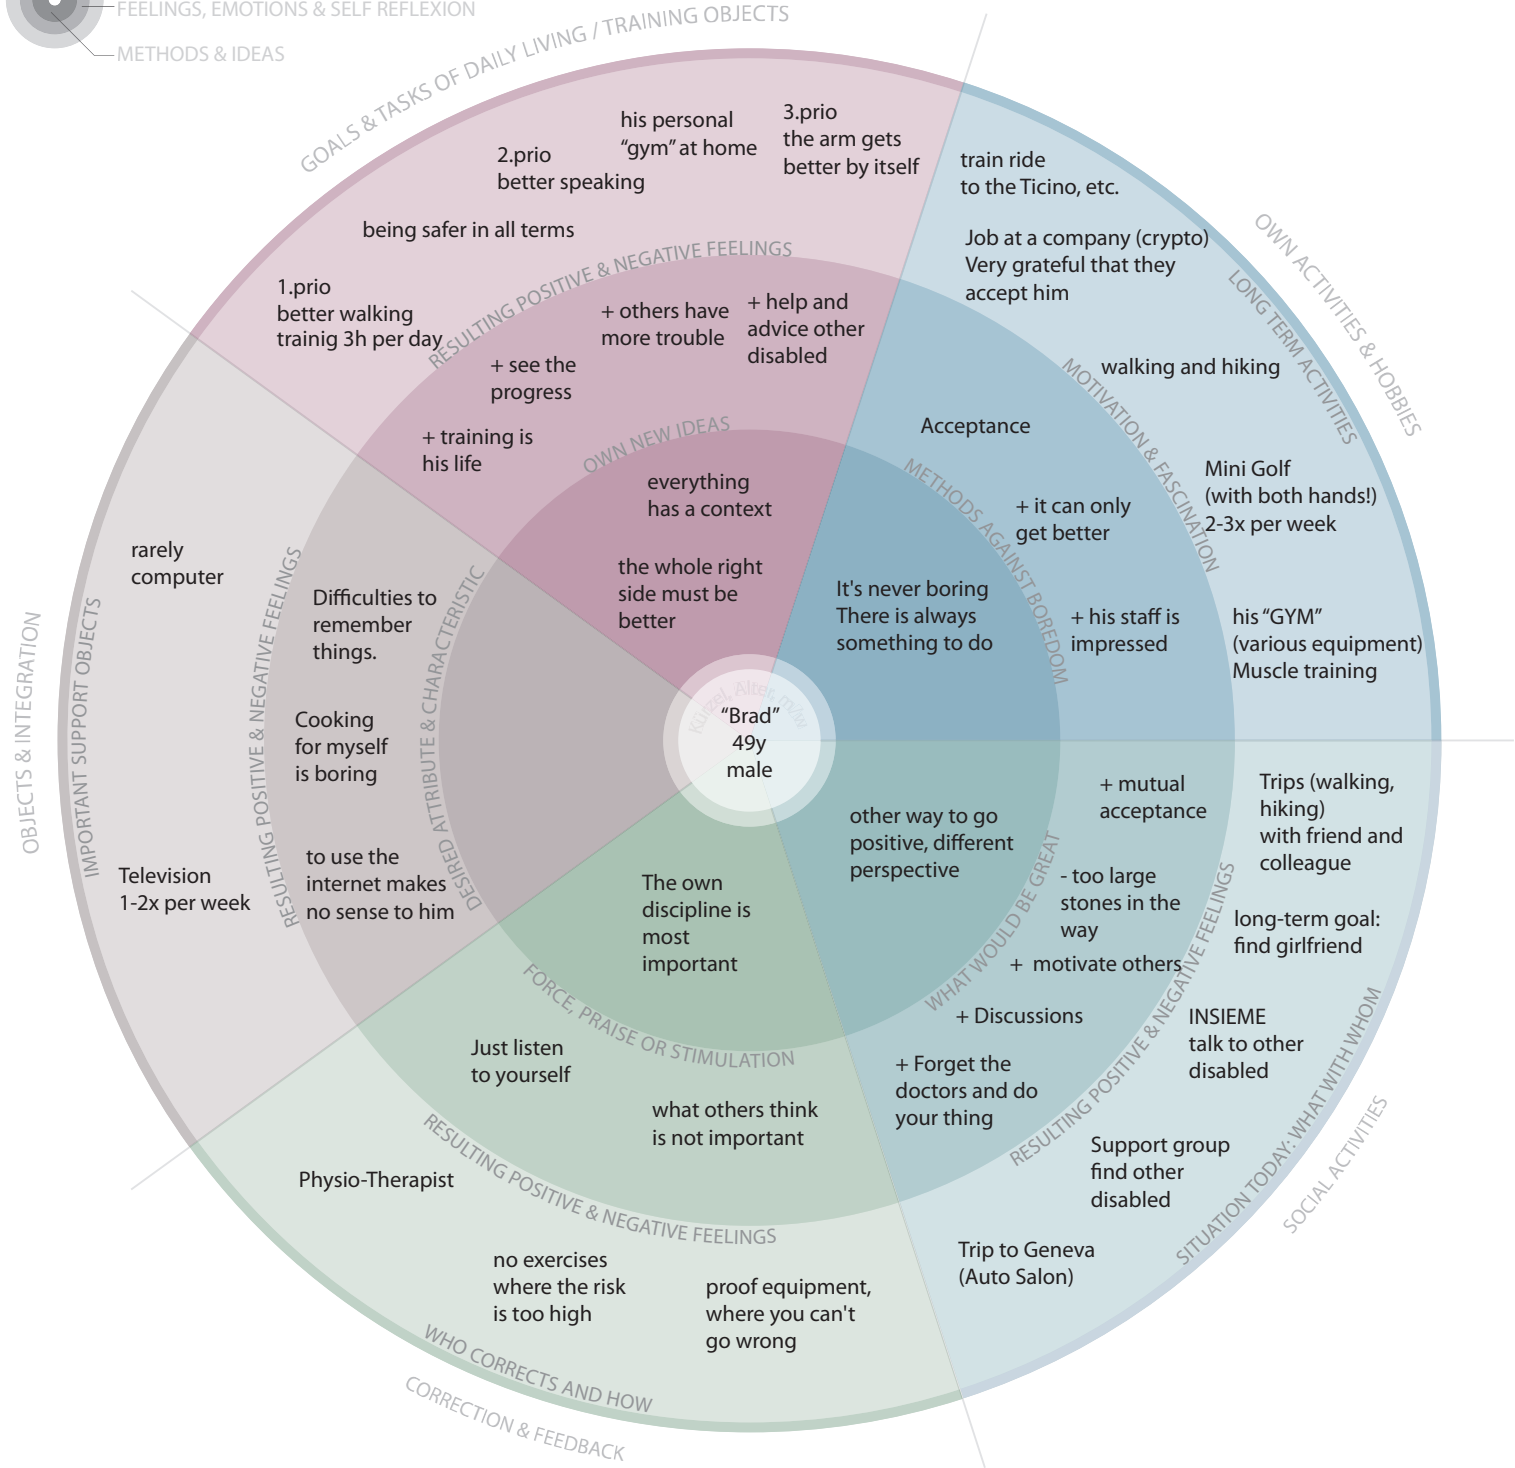 FEELINGS, EMOTIONS & SELF REFLEXION
METHODS & IDEAS
GOALS & TASKS OF DAILY LIVING / TRAINING OBJECTS
1.prio
better walking
trainig 3h per day
being safer in all terms
2.prio
better speaking
his personal
“gym” at home
3.prio
the arm gets
better by itself
RESULTING POSITIVE & NEGATIVE FEELINGS
+ training is
his life
+ see the
progress
+ others have
more trouble
+ help and
advice other
disabled
OWN NEW IDEAS
everything
has a context
the whole right
side must be
better
OWN ACTIVITIES & HOBBIES
LONG TERM ACTIVITIES
train ride
to the Ticino, etc.
Job at a company (crypto)
Very grateful that they
accept him
walking and hiking
Mini Golf
(with both hands!)
2-3x per week
his “GYM”
(various equipment)
Muscle training
MOTIVATION & FASCINATION
Acceptance
+ it can only
get better
+ his staff is
impressed
METHODS AGAINST BOREDOM
It's never boring
There is always
something to do
Kürzel, Alter, m/w
“Brad”
49y
male
SOCIAL ACTIVITIES
SITUATION TODAY: WHAT WITH WHOM
Trips (walking,
hiking)
with friend and
colleague
long-term goal:
find girlfriend
INSIEME
talk to other
disabled
Support group
find other
disabled
Trip to Geneva
(Auto Salon)
RESULTING POSITIVE & NEGATIVE FEELINGS
+ mutual
acceptance
- too large
stones in the
way
+ motivate others
+ Discussions
+ Forget the
doctors and do
your thing
WHAT WOULD BE GREAT
other way to go
positive, different
perspective
CORRECTION & FEEDBACK
WHO CORRECTS AND HOW
Physio-Therapist
no exercises
where the risk
is too high
proof equipment,
where you can't
go wrong
RESULTING POSITIVE & NEGATIVE FEELINGS
Just listen
to yourself
what others think
is not important
FORCE, PRAISE OR STIMULATION
The own
discipline is
most
important
OBJECTS & INTEGRATION
IMPORTANT SUPPORT OBJECTS
rarely
computer
Television
1-2x per week
RESULTING POSITIVE & NEGATIVE FEELINGS
Difficulties to
remember
things.
Cooking
for myself
is boring
to use the
internet makes
no sense to him
DESIRED ATTRIBUTE & CHARACTERISTIC